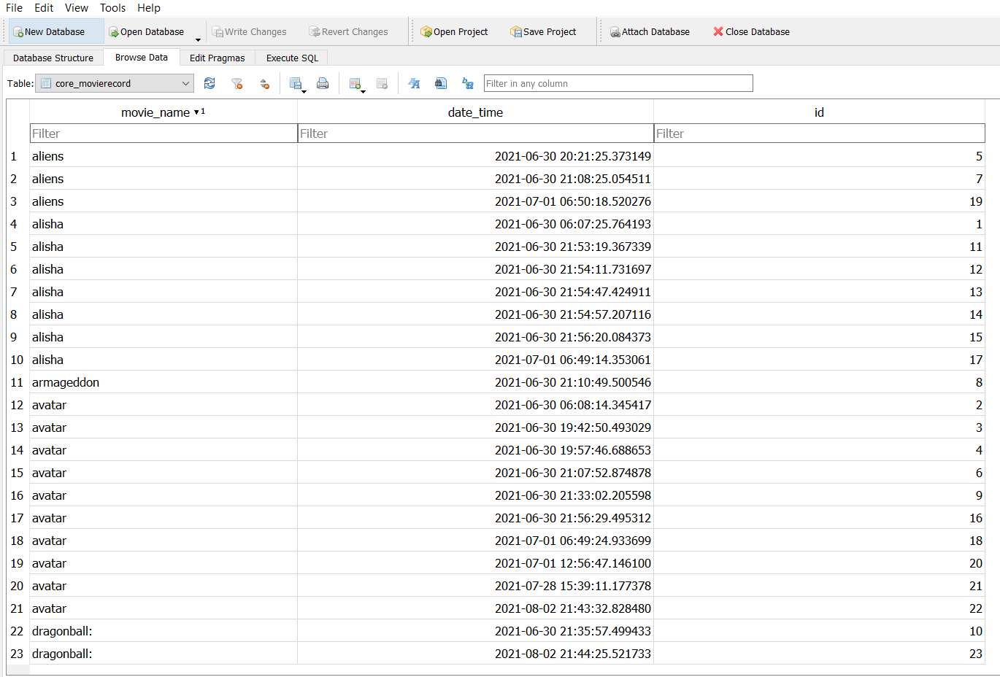 File Edit View Tools Help
New Database Open Database Write Changes Revert Changes Open Project Save Project Attach Database Close Database
Database Structure Browse Data Edit Pragmas Execute SQL
Table: core_movierecord Filter in any column
movie_name 1 date_time id
Filter Filter Filter
1 aliens 2021-06-30 20:21:25.373149 5
2 aliens 2021-06-30 21:08:25.054511 7
3 aliens 2021-07-01 06:50:18.520276 19
4 alisha 2021-06-30 06:07:25.764193 1
5 alisha 2021-06-30 21:53:19.367339 11
6 alisha 2021-06-30 21:54:11.731697 12
7 alisha 2021-06-30 21:54:47.424911 13
8 alisha 2021-06-30 21:54:57.207116 14
9 alisha 2021-06-30 21:56:20.084373 15
10 alisha 2021-07-01 06:49:14.353061 17
11 armageddon 2021-06-30 21:10:49.500546 8
12 avatar 2021-06-30 06:08:14.345417 2
13 avatar 2021-06-30 19:42:50.493029 3
14 avatar 2021-06-30 19:57:46.688653 4
15 avatar 2021-06-30 21:07:52.874878 6
16 avatar 2021-06-30 21:33:02.205598 9
17 avatar 2021-06-30 21:56:29.495312 16
18 avatar 2021-07-01 06:49:24.933699 18
19 avatar 2021-07-01 12:56:47.146100 20
20 avatar 2021-07-28 15:39:11.177378 21
21 avatar 2021-08-02 21:43:32.828480 22
22 dragonball: 2021-06-30 21:35:57.499433 10
23 dragonball: 2021-08-02 21:44:25.521733 23